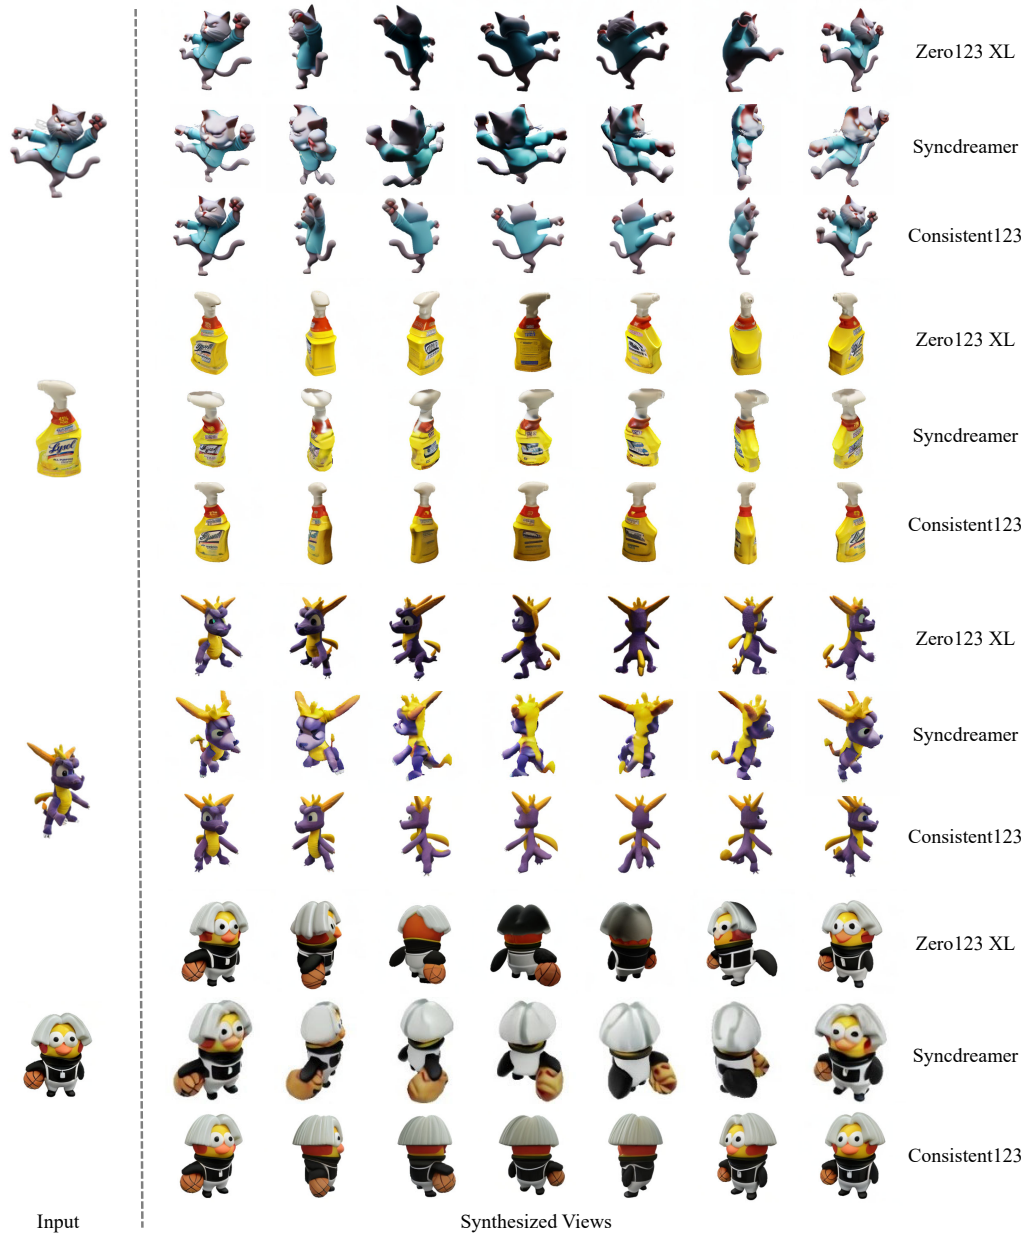 Zero123 XL
Syncdreamer
Consistent123
Zero123 XL
Lysol
Syncdreamer
Consistent123
Zero123 XL
Syncdreamer
Consistent123
Zero123 XL
Syncdreamer
Consistent123
Input
Synthesized Views